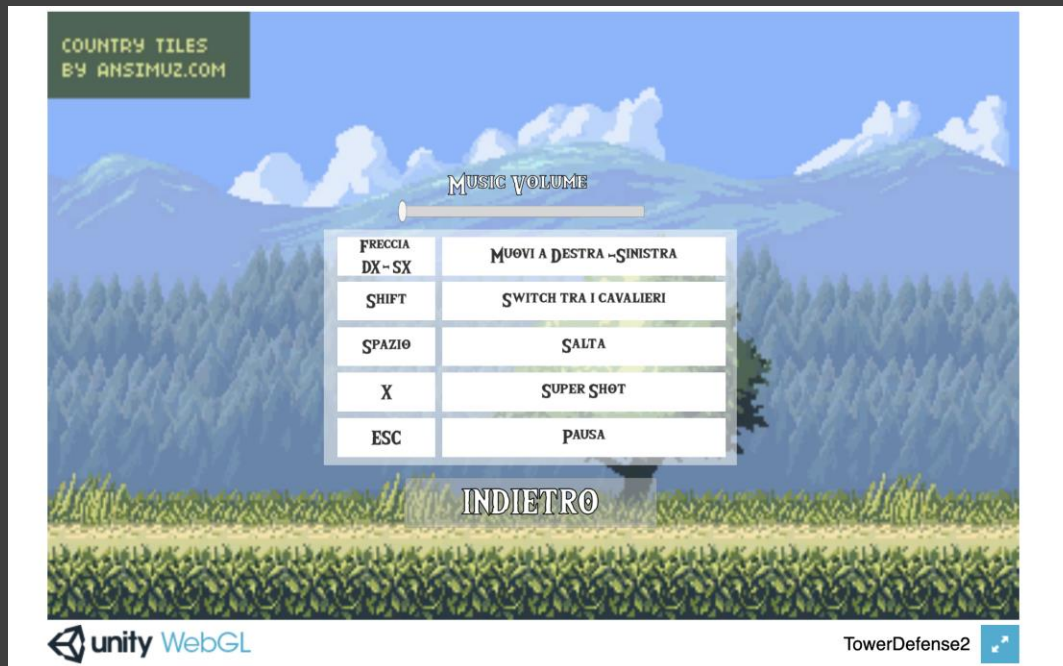 COUNTRY TILES
BY ANSIMUZ.COM
MUSIC VOLUME
FRECCIA
DX - SX
MUOVI A DESTRA -SINISTRA
SHIFT
SWITCH TRA I CAVALIERI
SPAZIO
SALTA
X
SUPER SHOT
ESC
PAUSA
INDIETRO
unity WebGL
TowerDefense2